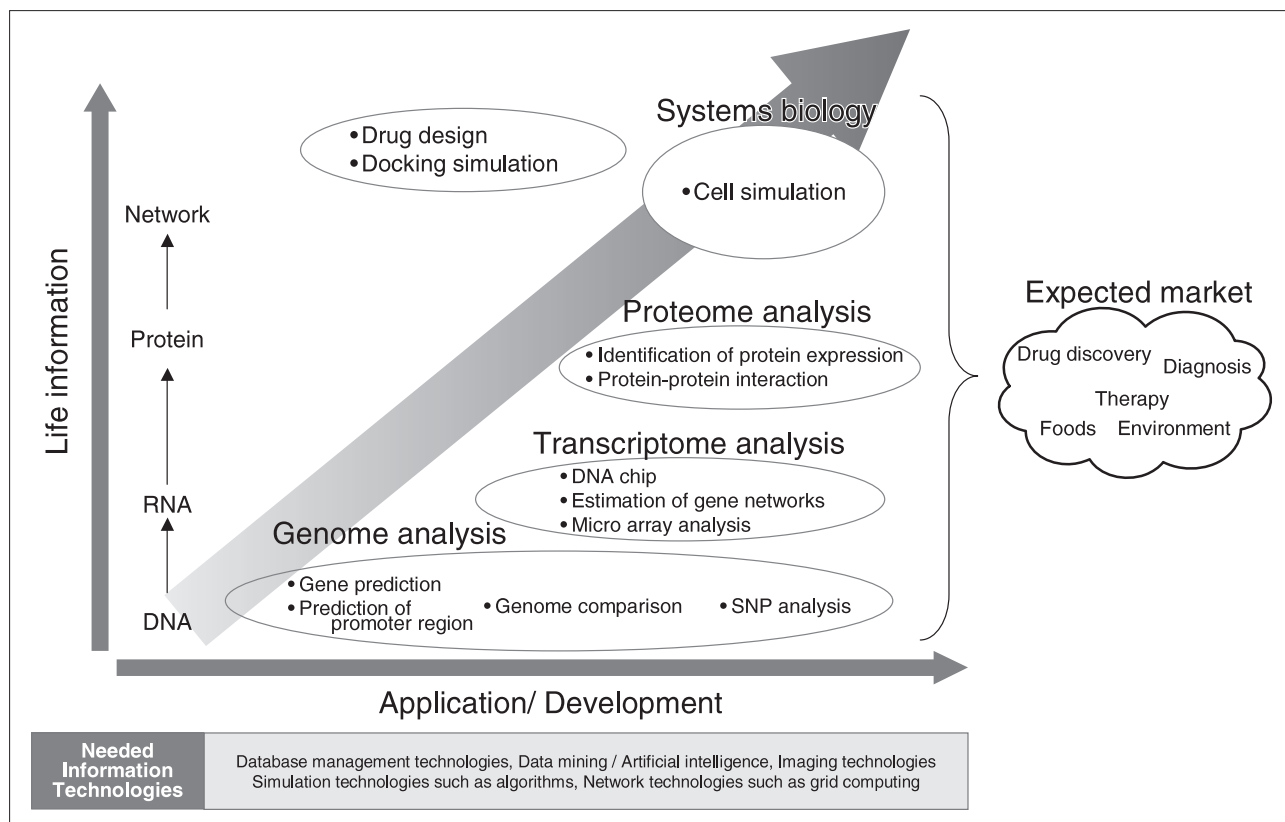 Systems biology
• Drug design
• Docking simulation
• Cell simulation
Network
Life information
Protein
RNA
DNA
Proteome analysis
• Identification of protein expression
• Protein-protein interaction
Transcriptome analysis
• DNA chip
• Estimation of gene networks
• Micro array analysis
Genome analysis
• Gene prediction
• Prediction of
promoter region
• Genome comparison
• SNP analysis
Expected market
Drug discovery
Diagnosis
Therapy
Foods
Environment
Application/ Development
Needed
Information
Technologies
Database management technologies, Data mining / Artificial intelligence, Imaging technologies
Simulation technologies such as algorithms, Network technologies such as grid computing